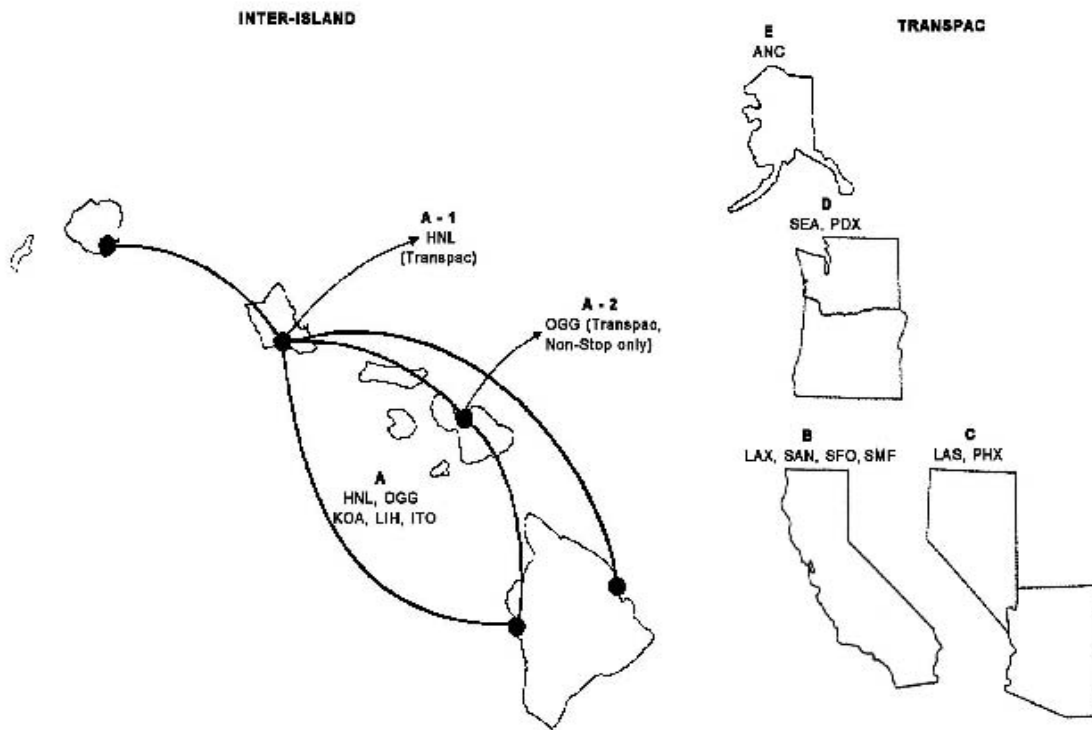 INTER-ISLAND
TRANSPAC
E
ANC
D
SEA, PDX
A - 1
HNL
(Transpac)
A - 2
OGG (Transpac,
Non-Stop only)
A
HNL, OGG
KOA, LIH, ITO
B
LAX, SAN, SFO, SMF
C
LAS, PHX